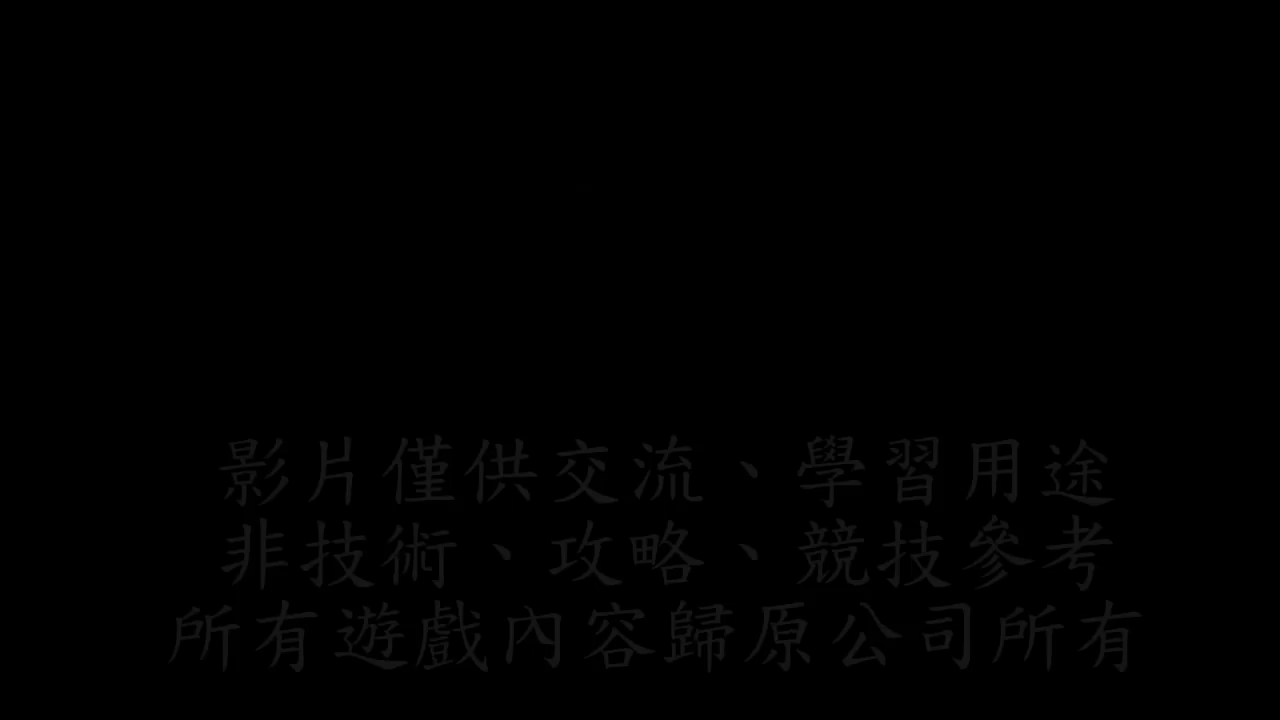 影片僅供交流、學習用途
非技術、攻略、競技參考
所有遊戲內容歸原公司所有